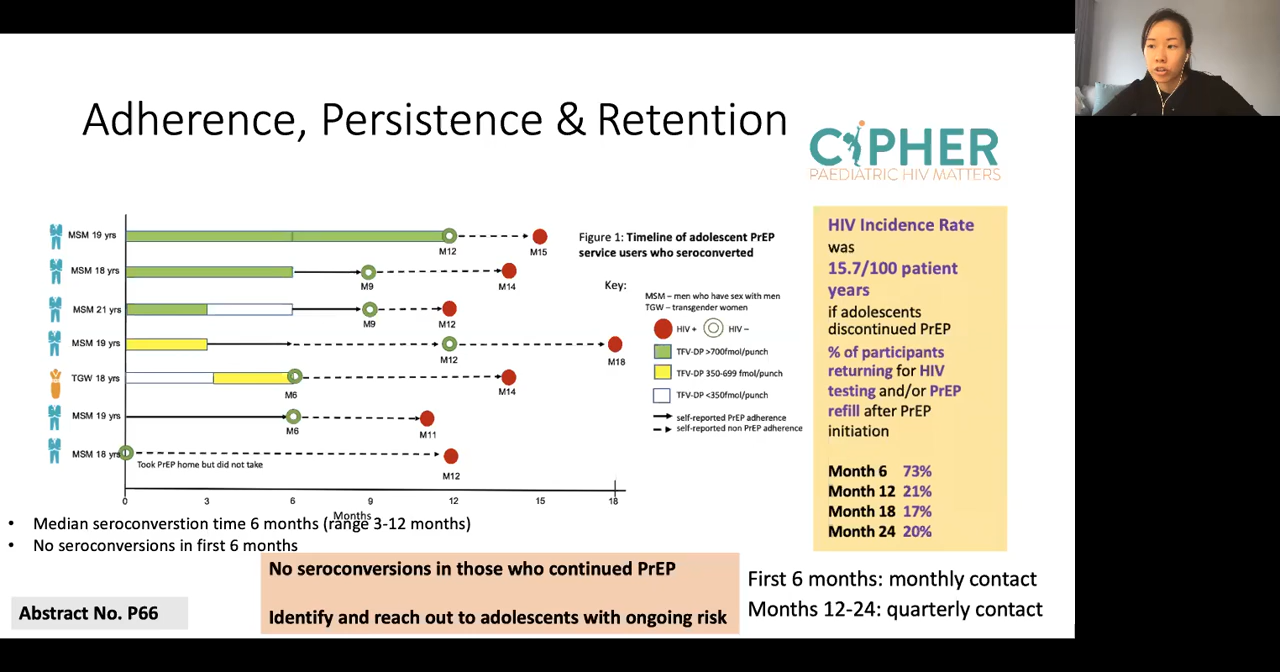 Adherence, Persistence & Retention
CIPHER
PAEDIATRIC HIV MATTERS
MSM 19 yrs
M12
M15
MSM 18 yrs
M9
M14
MSM 21 yrs
M9
M12
MSM 19 yrs
M12
M18
TGW 18 yrs
M6
M14
MSM 19 yrs
M6
M11
MSM 18 yrs
Took PrEP home but did not take
M12
0 3 6 9 12 15 18
Months
Figure 1: Timeline of adolescent PrEP
service users who seroconverted
Key:
MSM – men who have sex with men
TGW – transgender women
HIV + HIV –
TFV-DP >700fmol/punch
TFV-DP 350-699 fmol/punch
TFV-DP <350fmol/punch
self-reported PrEP adherence
self-reported non PrEP adherence
HIV Incidence Rate
was
15.7/100 patient
years
if adolescents
discontinued PrEP
% of participants
returning for HIV
testing and/or PrEP
refill after PrEP
initiation
Month 6 73%
Month 12 21%
Month 18 17%
Month 24 20%
• Median seroconverstion time 6 months (range 3-12 months)
• No seroconversions in first 6 months
No seroconversions in those who continued PrEP
Identify and reach out to adolescents with ongoing risk
First 6 months: monthly contact
Months 12-24: quarterly contact
Abstract No. P66